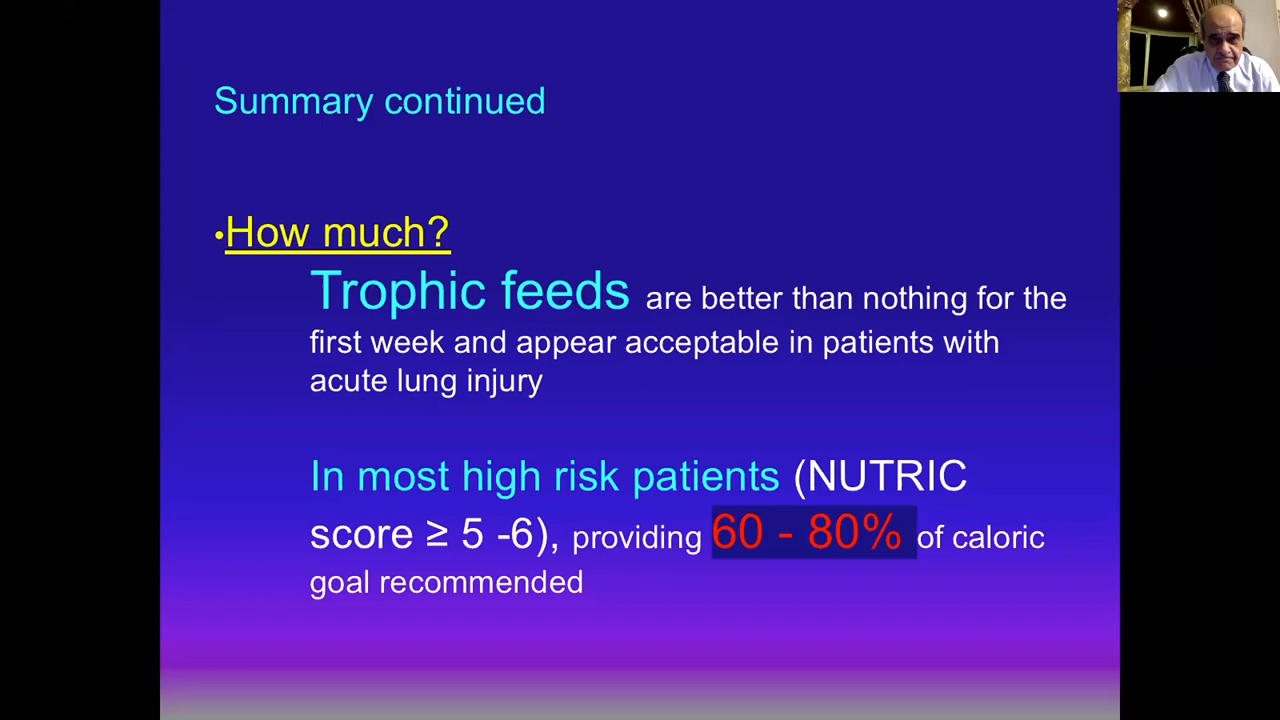 Summary continued
•How much?
Trophic feeds are better than nothing for the
first week and appear acceptable in patients with
acute lung injury
In most high risk patients (NUTRIC
score ≥ 5 -6), providing 60 - 80% of caloric
goal recommended